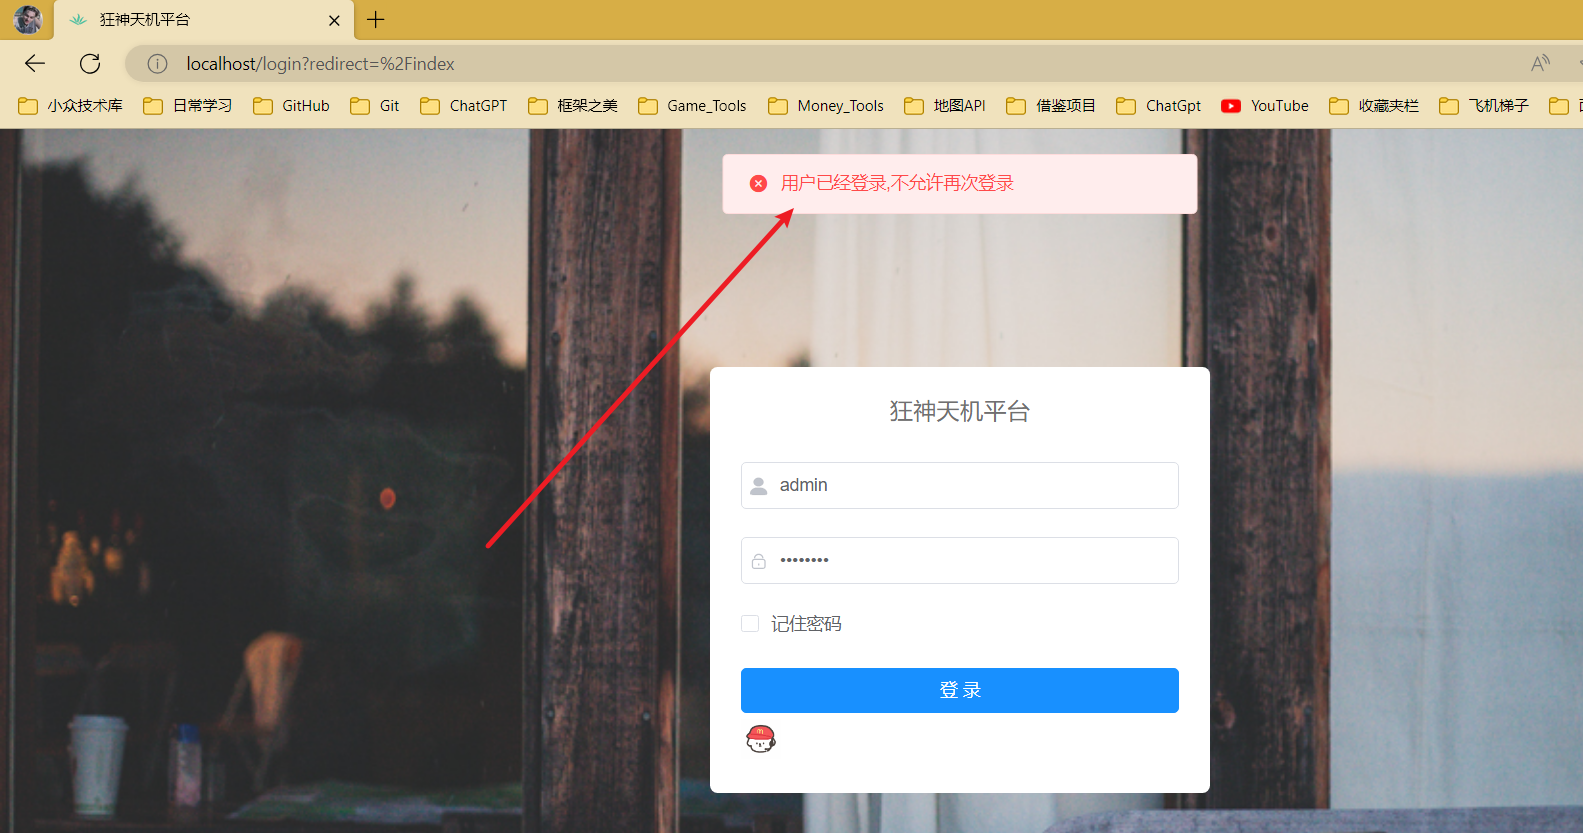 狂神天机平台
localhost/login?redirect=%2Findex
小众技术库 日常学习 GitHub Git ChatGPT 框架之美 Game_Tools Money_Tools 地图API 借鉴项目 ChatGpt YouTube 收藏夹栏 飞机梯子
用户已经登录,不允许再次登录
狂神天机平台
admin
••••••••
记住密码
登 录